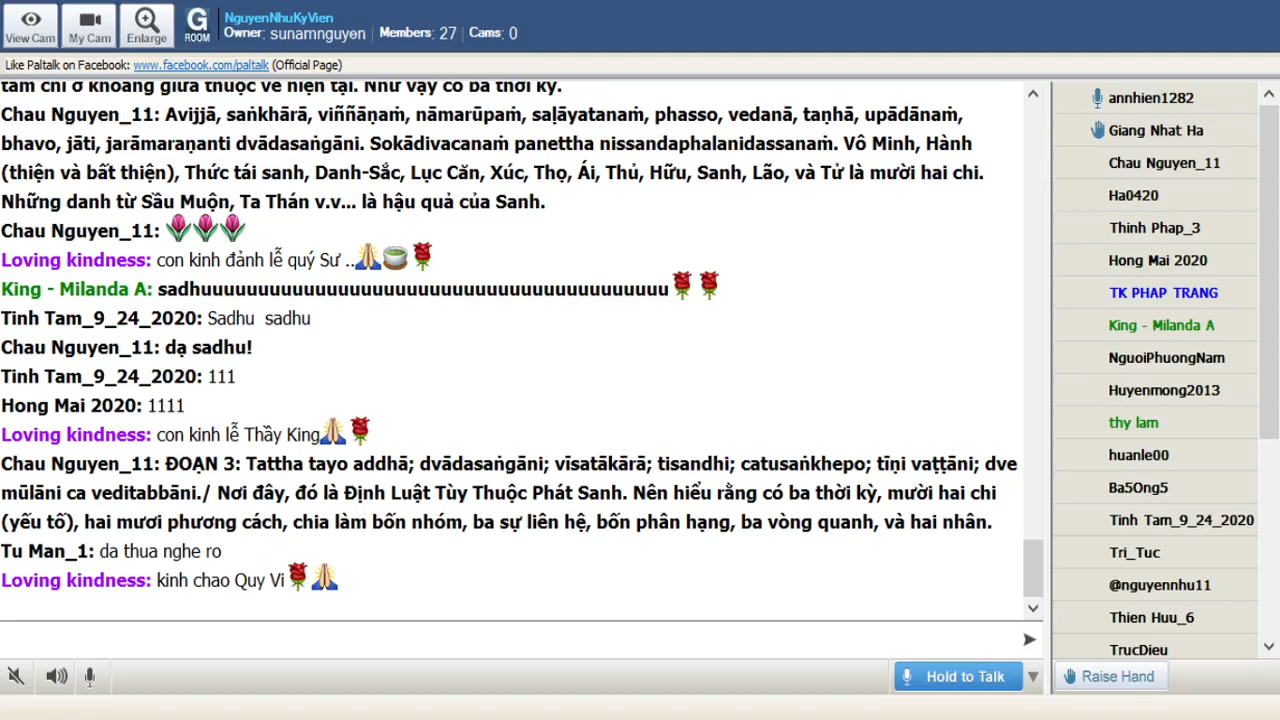 View Cam
My Cam
Enlarge
G
ROOM
NguyenNhuKyVien
Owner: sunamnguyen | Members: 27 | Cams: 0
Like Paltalk on Facebook: www.facebook.com/paltalk (Official Page)
tâm chi ở khoảng giữa thuộc về hiện tại. Như vậy có ba thời kỳ.
Chau Nguyen_11: Avijjā, saṅkhārā, viññāṇaṁ, nāmarūpaṁ, saḷāyatanaṁ, phasso, vedanā, taṇhā, upādānaṁ,
bhavo, jāti, jarāmaraṇanti dvādasaṅgāni. Sokādivacanaṁ panettha nissandaphalanidassanaṁ. Vô Minh, Hành
(thiện và bất thiện), Thức tái sanh, Danh-Sắc, Lục Căn, Xúc, Thọ, Ái, Thủ, Hữu, Sanh, Lão, và Tử là mười hai chi.
Những danh từ Sầu Muộn, Ta Thán v.v... là hậu quả của Sanh.
Chau Nguyen_11:
Loving kindness: con kinh đảnh lễ quý Sư ..
King - Milanda A: sadhuuuuuuuuuuuuuuuuuuuuuuuuuuuuuuuuuuuuuuuuu
Tinh Tam_9_24_2020: Sadhu  sadhu
Chau Nguyen_11: dạ sadhu!
Tinh Tam_9_24_2020: 111
Hong Mai 2020: 1111
Loving kindness: con kinh lễ Thầy King
Chau Nguyen_11: ĐOẠN 3: Tattha tayo addhā; dvādasaṅgāni; vīsatākārā; tisandhi; catusaṅkhepo; tīṇi vaṭṭāni; dve
mūlāni ca veditabbāni./ Nơi đây, đó là Định Luật Tùy Thuộc Phát Sanh. Nên hiểu rằng có ba thời kỳ, mười hai chi
(yếu tố), hai mươi phương cách, chia làm bốn nhóm, ba sự liên hệ, bốn phân hạng, ba vòng quanh, và hai nhân.
Tu Man_1: da thua nghe ro
Loving kindness: kinh chao Quy Vi
Hold to Talk
annhien1282
Giang Nhat Ha
Chau Nguyen_11
Ha0420
Thinh Phap_3
Hong Mai 2020
TK PHAP TRANG
King - Milanda A
NguoiPhuongNam
Huyenmong2013
thy lam
huanle00
Ba5Ong5
Tinh Tam_9_24_2020
Tri_Tuc
@nguyennhu11
Thien Huu_6
TrucDieu
Raise Hand